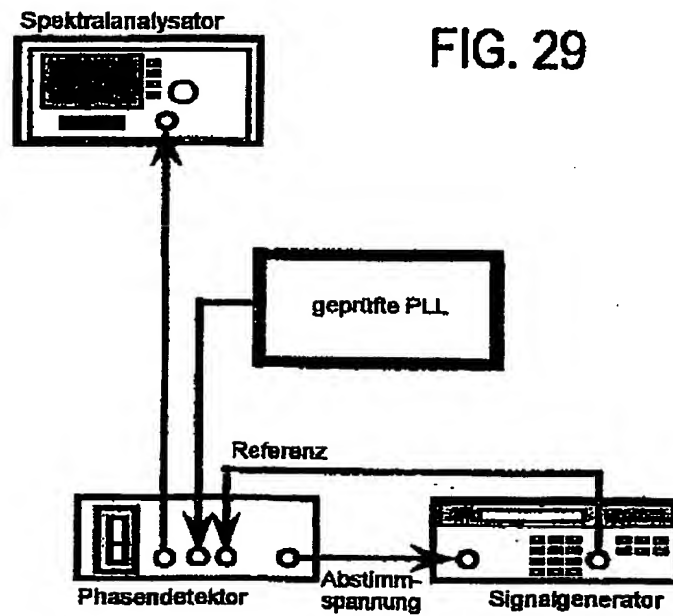 Spektralanalysator
FIG. 29
geprüfte PLL
Referenz
Phasendetektor
Abstimm-
spannung
Signalgenerator